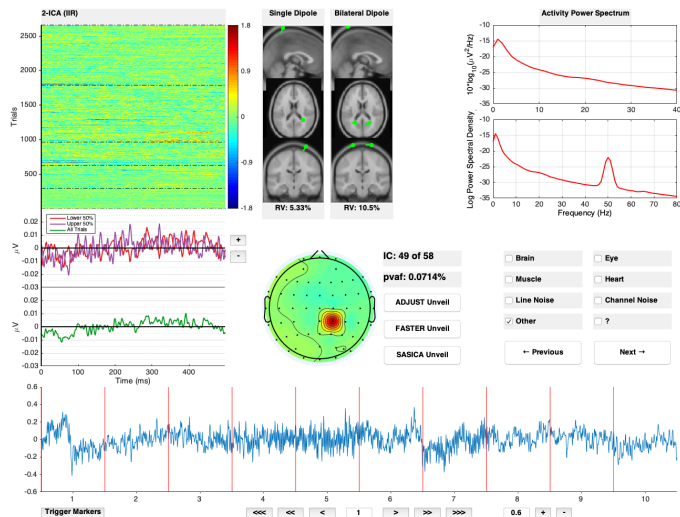 2-ICA (IIR)
Single Dipole
Bilateral Dipole
Activity Power Spectrum
Trials
2500
2000
1500
1000
500
1.8
0.9
0
-0.9
-1.8
RV: 5.33%
RV: 10.5%
10*log10(μV²/Hz)
-10
-15
-20
-25
-30
-35
0
10
20
30
40
Log Power Spectral Density
-10
-15
-20
-25
-30
-35
0
10
20
30
40
50
60
70
80
Frequency (Hz)
Lower 50%
Upper 50%
All Trials
μV
0.02
0.01
0
-0.01
-0.02
-0.03
+
-
μV
0.02
0.01
0
-0.01
-0.02
-0.03
0
100
200
300
400
Time (ms)
IC: 49 of 58
pvaf: 0.0714%
ADJUST Unveil
FASTER Unveil
SASICA Unveil
Brain
Eye
Muscle
Heart
Line Noise
Channel Noise
Other
?
← Previous
Next →
0.6
0.4
0.2
0
-0.2
-0.4
-0.6
1
2
3
4
5
6
7
8
9
10
Trigger Markers
<<<
<<
<
1
>
>>
>>>
0.6
+
-